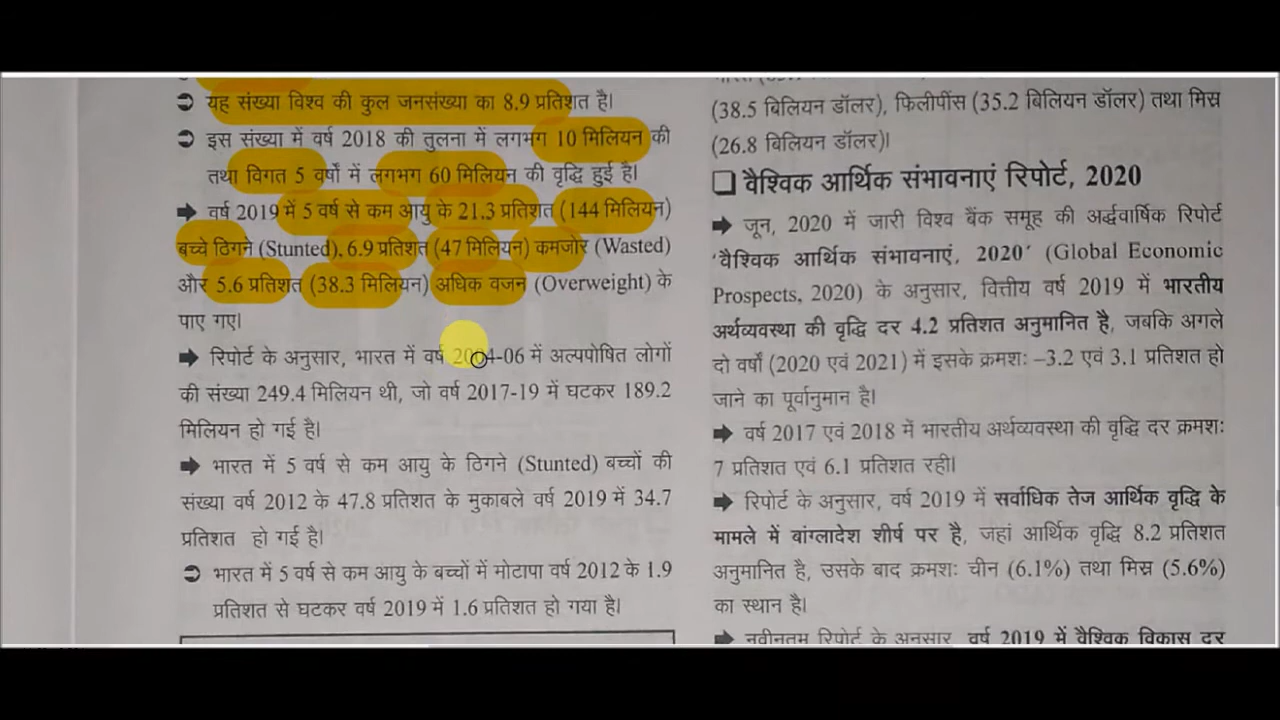 ➲ यह संख्या विश्व की कुल जनसंख्या का 8.9 प्रतिशत है।
➲ इस संख्या में वर्ष 2018 की तुलना में लगभग 10 मिलियन की
तथा विगत 5 वर्षों में लगभग 60 मिलियन की वृद्धि हुई है।
➡ वर्ष 2019 में 5 वर्ष से कम आयु के 21.3 प्रतिशत (144 मिलियन)
बच्चे ठिगने (Stunted), 6.9 प्रतिशत (47 मिलियन) कमजोर (Wasted)
और 5.6 प्रतिशत (38.3 मिलियन) अधिक वजन (Overweight) के
पाए गए।
➡ रिपोर्ट के अनुसार, भारत में वर्ष 2004-06 में अल्पपोषित लोगों
की संख्या 249.4 मिलियन थी, जो वर्ष 2017-19 में घटकर 189.2
मिलियन हो गई है।
➡ भारत में 5 वर्ष से कम आयु के ठिगने (Stunted) बच्चों की
संख्या वर्ष 2012 के 47.8 प्रतिशत के मुकाबले वर्ष 2019 में 34.7
प्रतिशत हो गई है।
➲ भारत में 5 वर्ष से कम आयु के बच्चों में मोटापा वर्ष 2012 के 1.9
प्रतिशत से घटकर वर्ष 2019 में 1.6 प्रतिशत हो गया है।
(38.5 बिलियन डॉलर), फिलीपींस (35.2 बिलियन डॉलर) तथा मिस्र
(26.8 बिलियन डॉलर)।
❑ वैश्विक आर्थिक संभावनाएं रिपोर्ट, 2020
➡ जून, 2020 में जारी विश्व बैंक समूह की अर्द्धवार्षिक रिपोर्ट
'वैश्विक आर्थिक संभावनाएं, 2020' (Global Economic
Prospects, 2020) के अनुसार, वित्तीय वर्ष 2019 में भारतीय
अर्थव्यवस्था की वृद्धि दर 4.2 प्रतिशत अनुमानित है, जबकि अगले
दो वर्षों (2020 एवं 2021) में इसके क्रमशः –3.2 एवं 3.1 प्रतिशत हो
जाने का पूर्वानुमान है।
➡ वर्ष 2017 एवं 2018 में भारतीय अर्थव्यवस्था की वृद्धि दर क्रमशः
7 प्रतिशत एवं 6.1 प्रतिशत रही।
➡ रिपोर्ट के अनुसार, वर्ष 2019 में सर्वाधिक तेज आर्थिक वृद्धि के
मामले में बांग्लादेश शीर्ष पर है, जहां आर्थिक वृद्धि 8.2 प्रतिशत
अनुमानित है, उसके बाद क्रमशः चीन (6.1%) तथा मिस्र (5.6%)
का स्थान है।
➡ नवीनतम रिपोर्ट के अनुसार, वर्ष 2019 में वैश्विक विकास दर